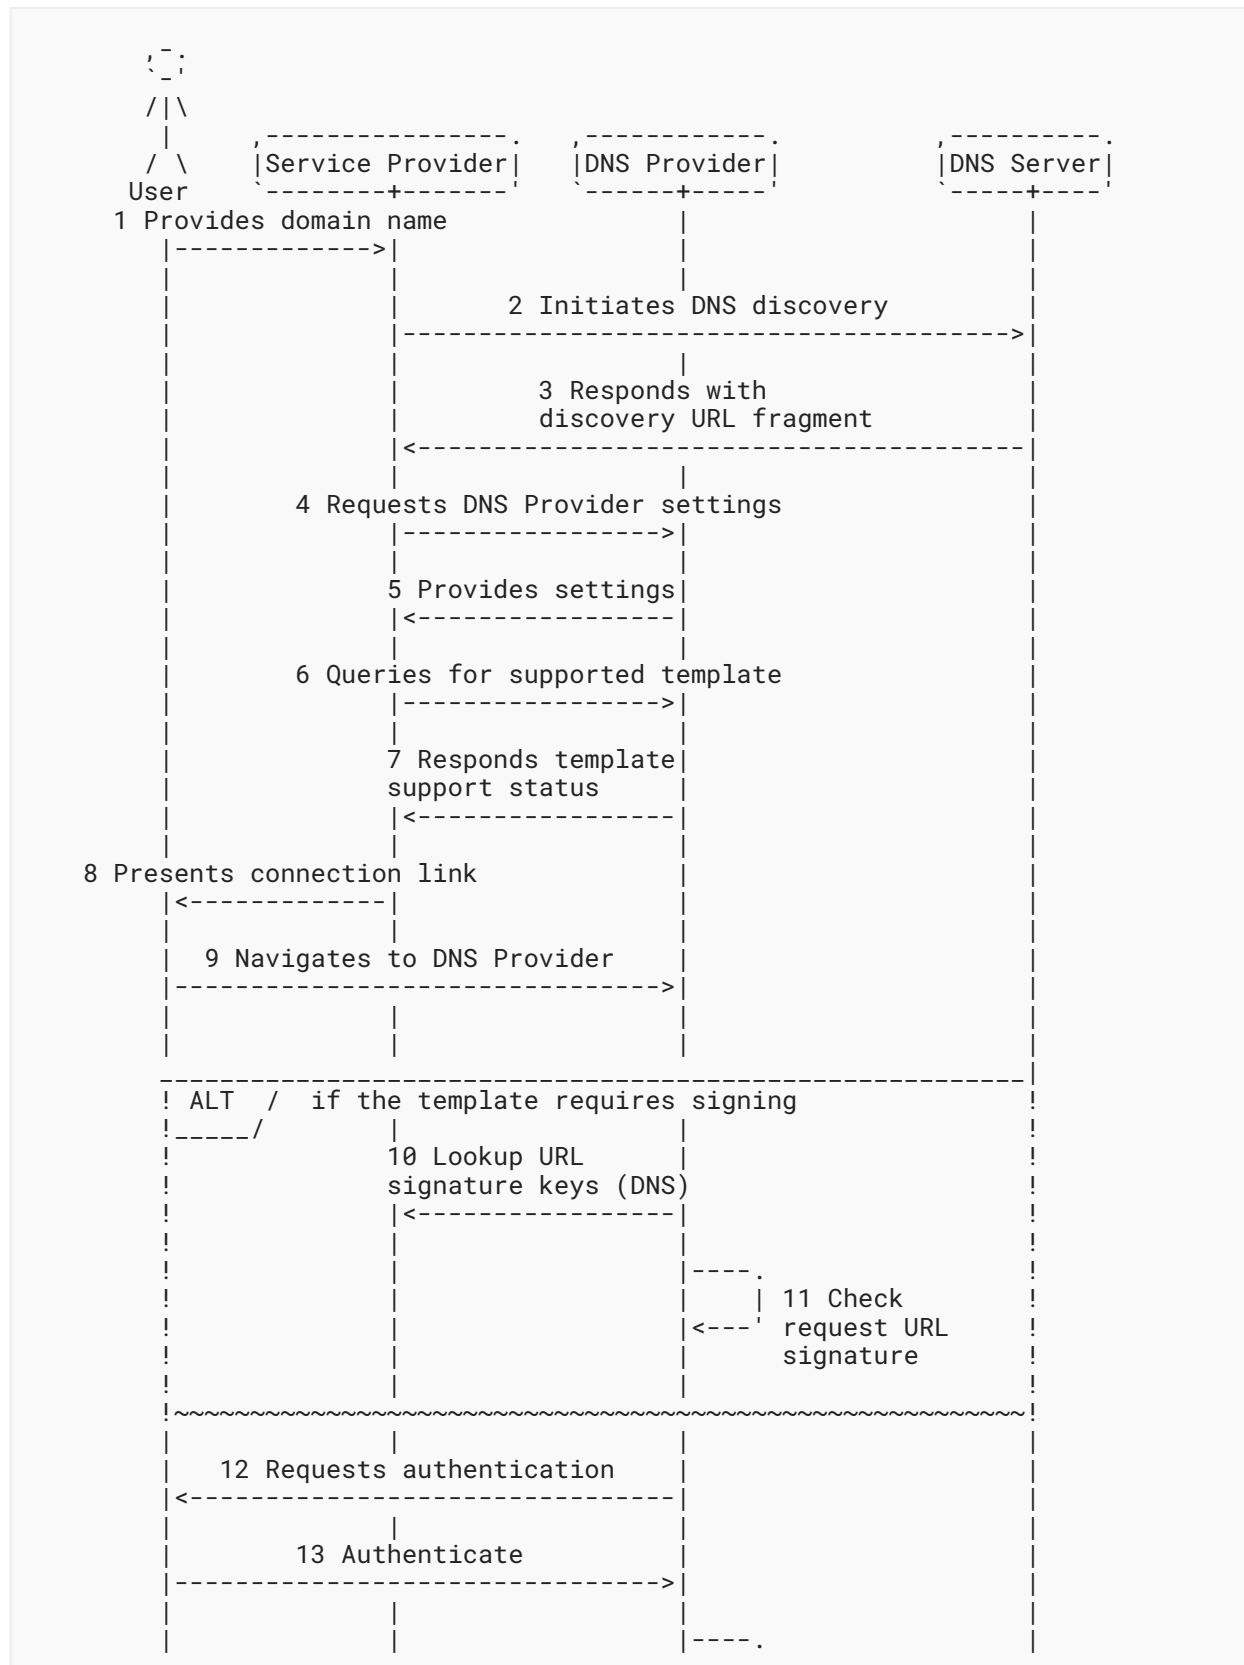 Service Provider DNS Provider DNS Server
User
1 Provides domain name
2 Initiates DNS discovery
3 Responds with
discovery URL fragment
4 Requests DNS Provider settings
5 Provides settings
6 Queries for supported template
7 Responds template
support status
8 Presents connection link
9 Navigates to DNS Provider
ALT / if the template requires signing
10 Lookup URL
signature keys (DNS)
11 Check
request URL
signature
12 Requests authentication
13 Authenticate